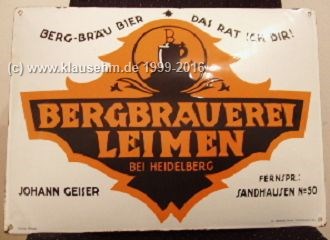 BERG-BRÄU BIER DAS RAT ICH DIR!
B
(c) www.klausehm.de 1999-2016
BERGBRAUEREI
LEIMEN
BEI HEIDELBERG
JOHANN GEISER
FERNSPR.:
SANDHAUSEN Nº50